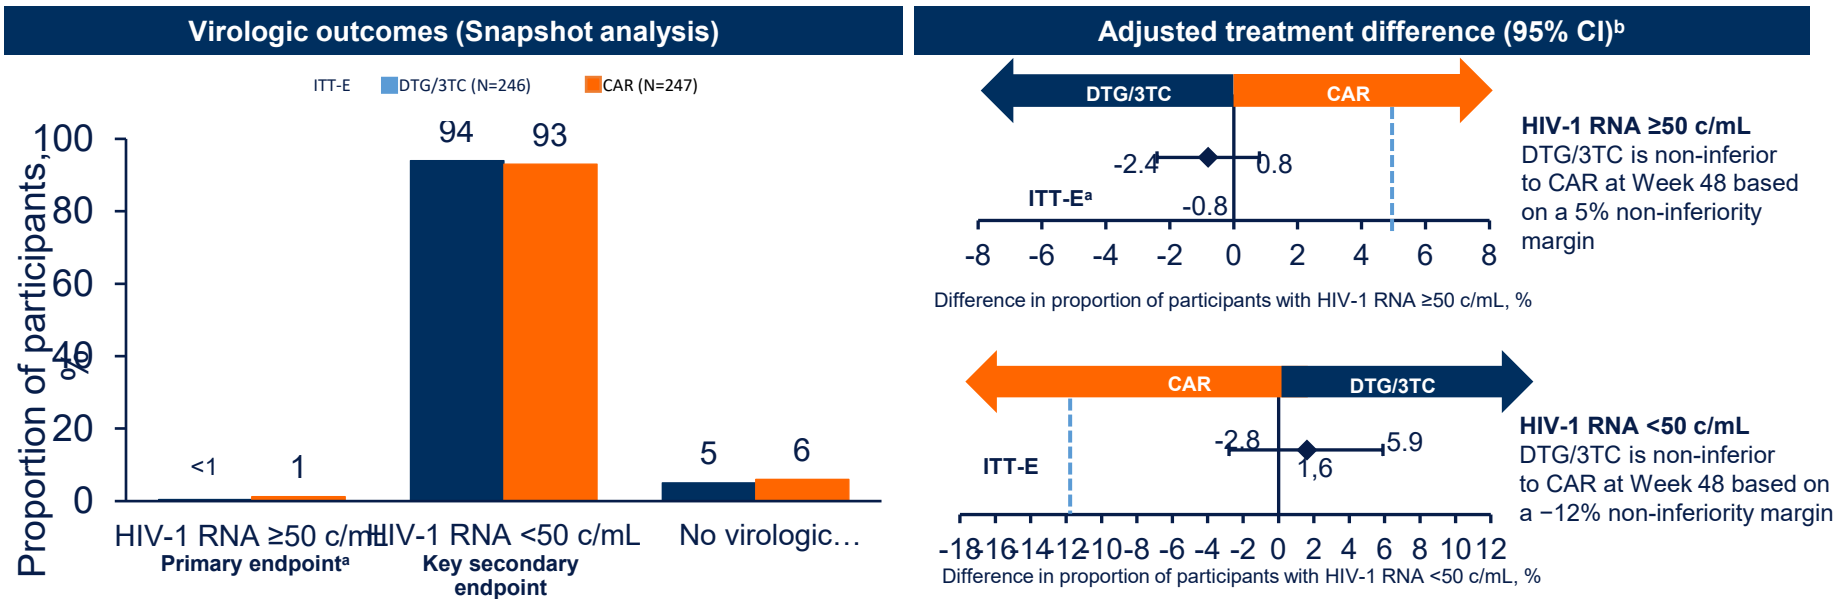 Virologic outcomes (Snapshot analysis)
ITT-E DTG/3TC (N=246) CAR (N=247)
Proportion of participants,
%
100
80
60
40
20
0
<1
1
94
93
5
6
HIV-1 RNA ≥50 c/mL
Primary endpointᵃ
HIV-1 RNA <50 c/mL
Key secondary
endpoint
No virologic…
Adjusted treatment difference (95% CI)ᵇ
DTG/3TC CAR
-2.4 0.8
ITT-Eᵃ -0.8
-8 -6 -4 -2 0 2 4 6 8
Difference in proportion of participants with HIV-1 RNA ≥50 c/mL, %
HIV-1 RNA ≥50 c/mL
DTG/3TC is non-inferior
to CAR at Week 48 based
on a 5% non-inferiority
margin
CAR DTG/3TC
-2.8 5.9
ITT-E 1,6
-18 -16 -14 -12 -10 -8 -6 -4 -2 0 2 4 6 8 10 12
Difference in proportion of participants with HIV-1 RNA <50 c/mL, %
HIV-1 RNA <50 c/mL
DTG/3TC is non-inferior
to CAR at Week 48 based on
a −12% non-inferiority margin